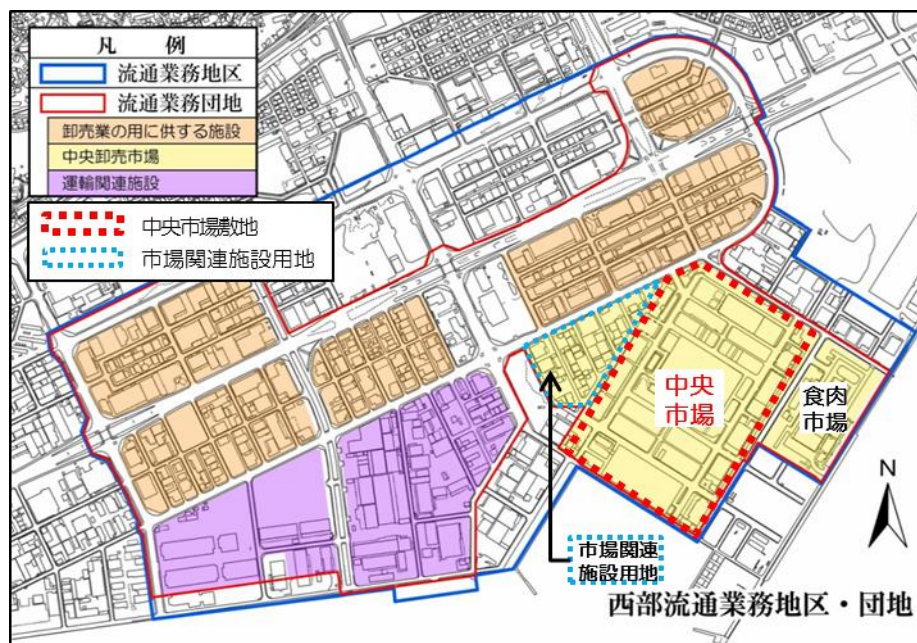 凡 例
流通業務地区
流通業務団地
卸売業の用に供する施設
中央卸売市場
運輸関連施設
中央市場敷地
市場関連施設用地
中央
市場
食肉
市場
N
市場関連
施設用地
西部流通業務地区・団地